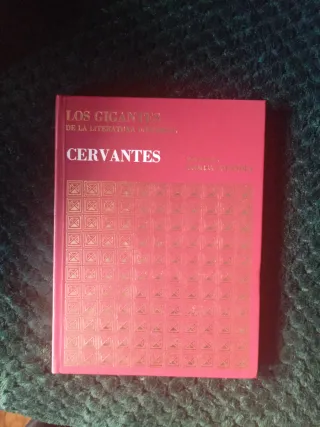 LOS GIGANTES
DE LA LITERATURA
CERVANTES